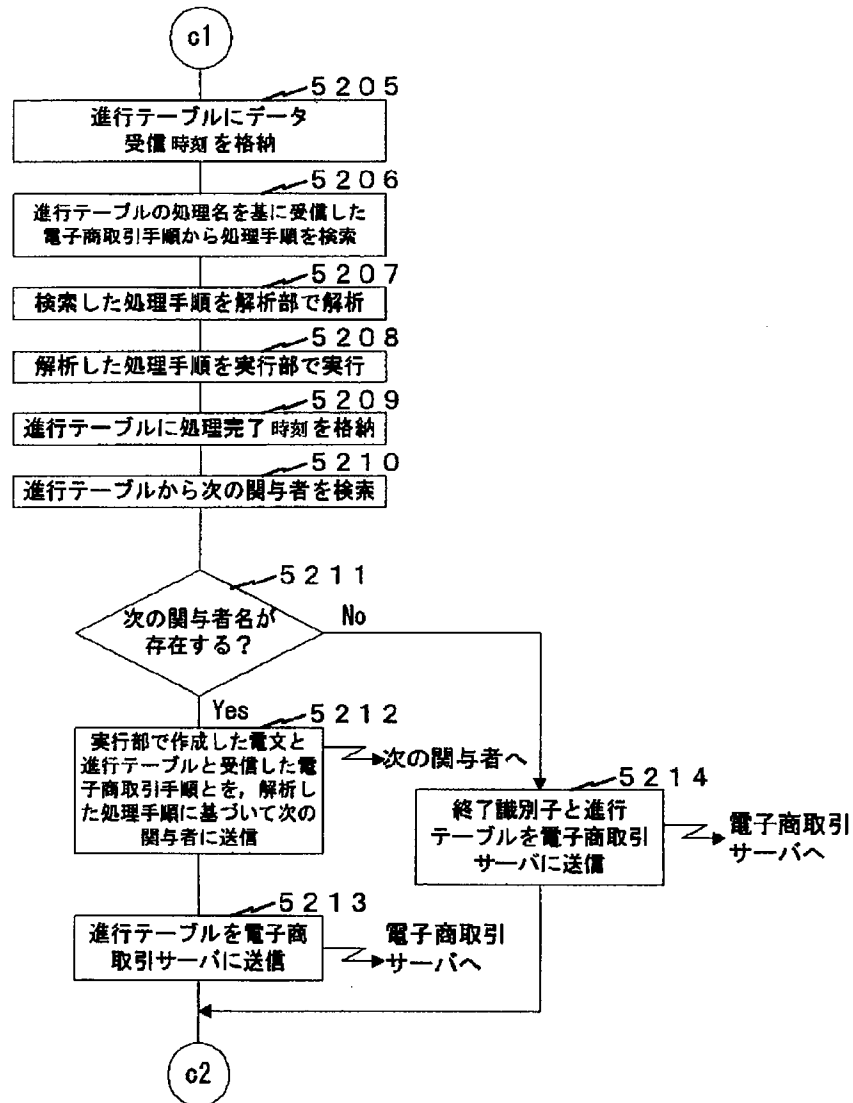 c1
5205
進行テーブルにデータ
受信時刻を格納
5206
進行テーブルの処理名を基に受信した
電子商取引手順から処理手順を検索
5207
検索した処理手順を解析部で解析
5208
解析した処理手順を実行部で実行
5209
進行テーブルに処理完了時刻を格納
5210
進行テーブルから次の関与者を検索
5211
次の関与者名が
存在する？
No
Yes
5212
実行部で作成した電文と
進行テーブルと受信した電
子商取引手順とを，解析し
た処理手順に基づいて次の
関与者に送信
次の関与者へ
5214
終了識別子と進行
テーブルを電子商取引
サーバに送信
電子商取引
サーバへ
5213
進行テーブルを電子商
取引サーバに送信
電子商取引
サーバへ
c2